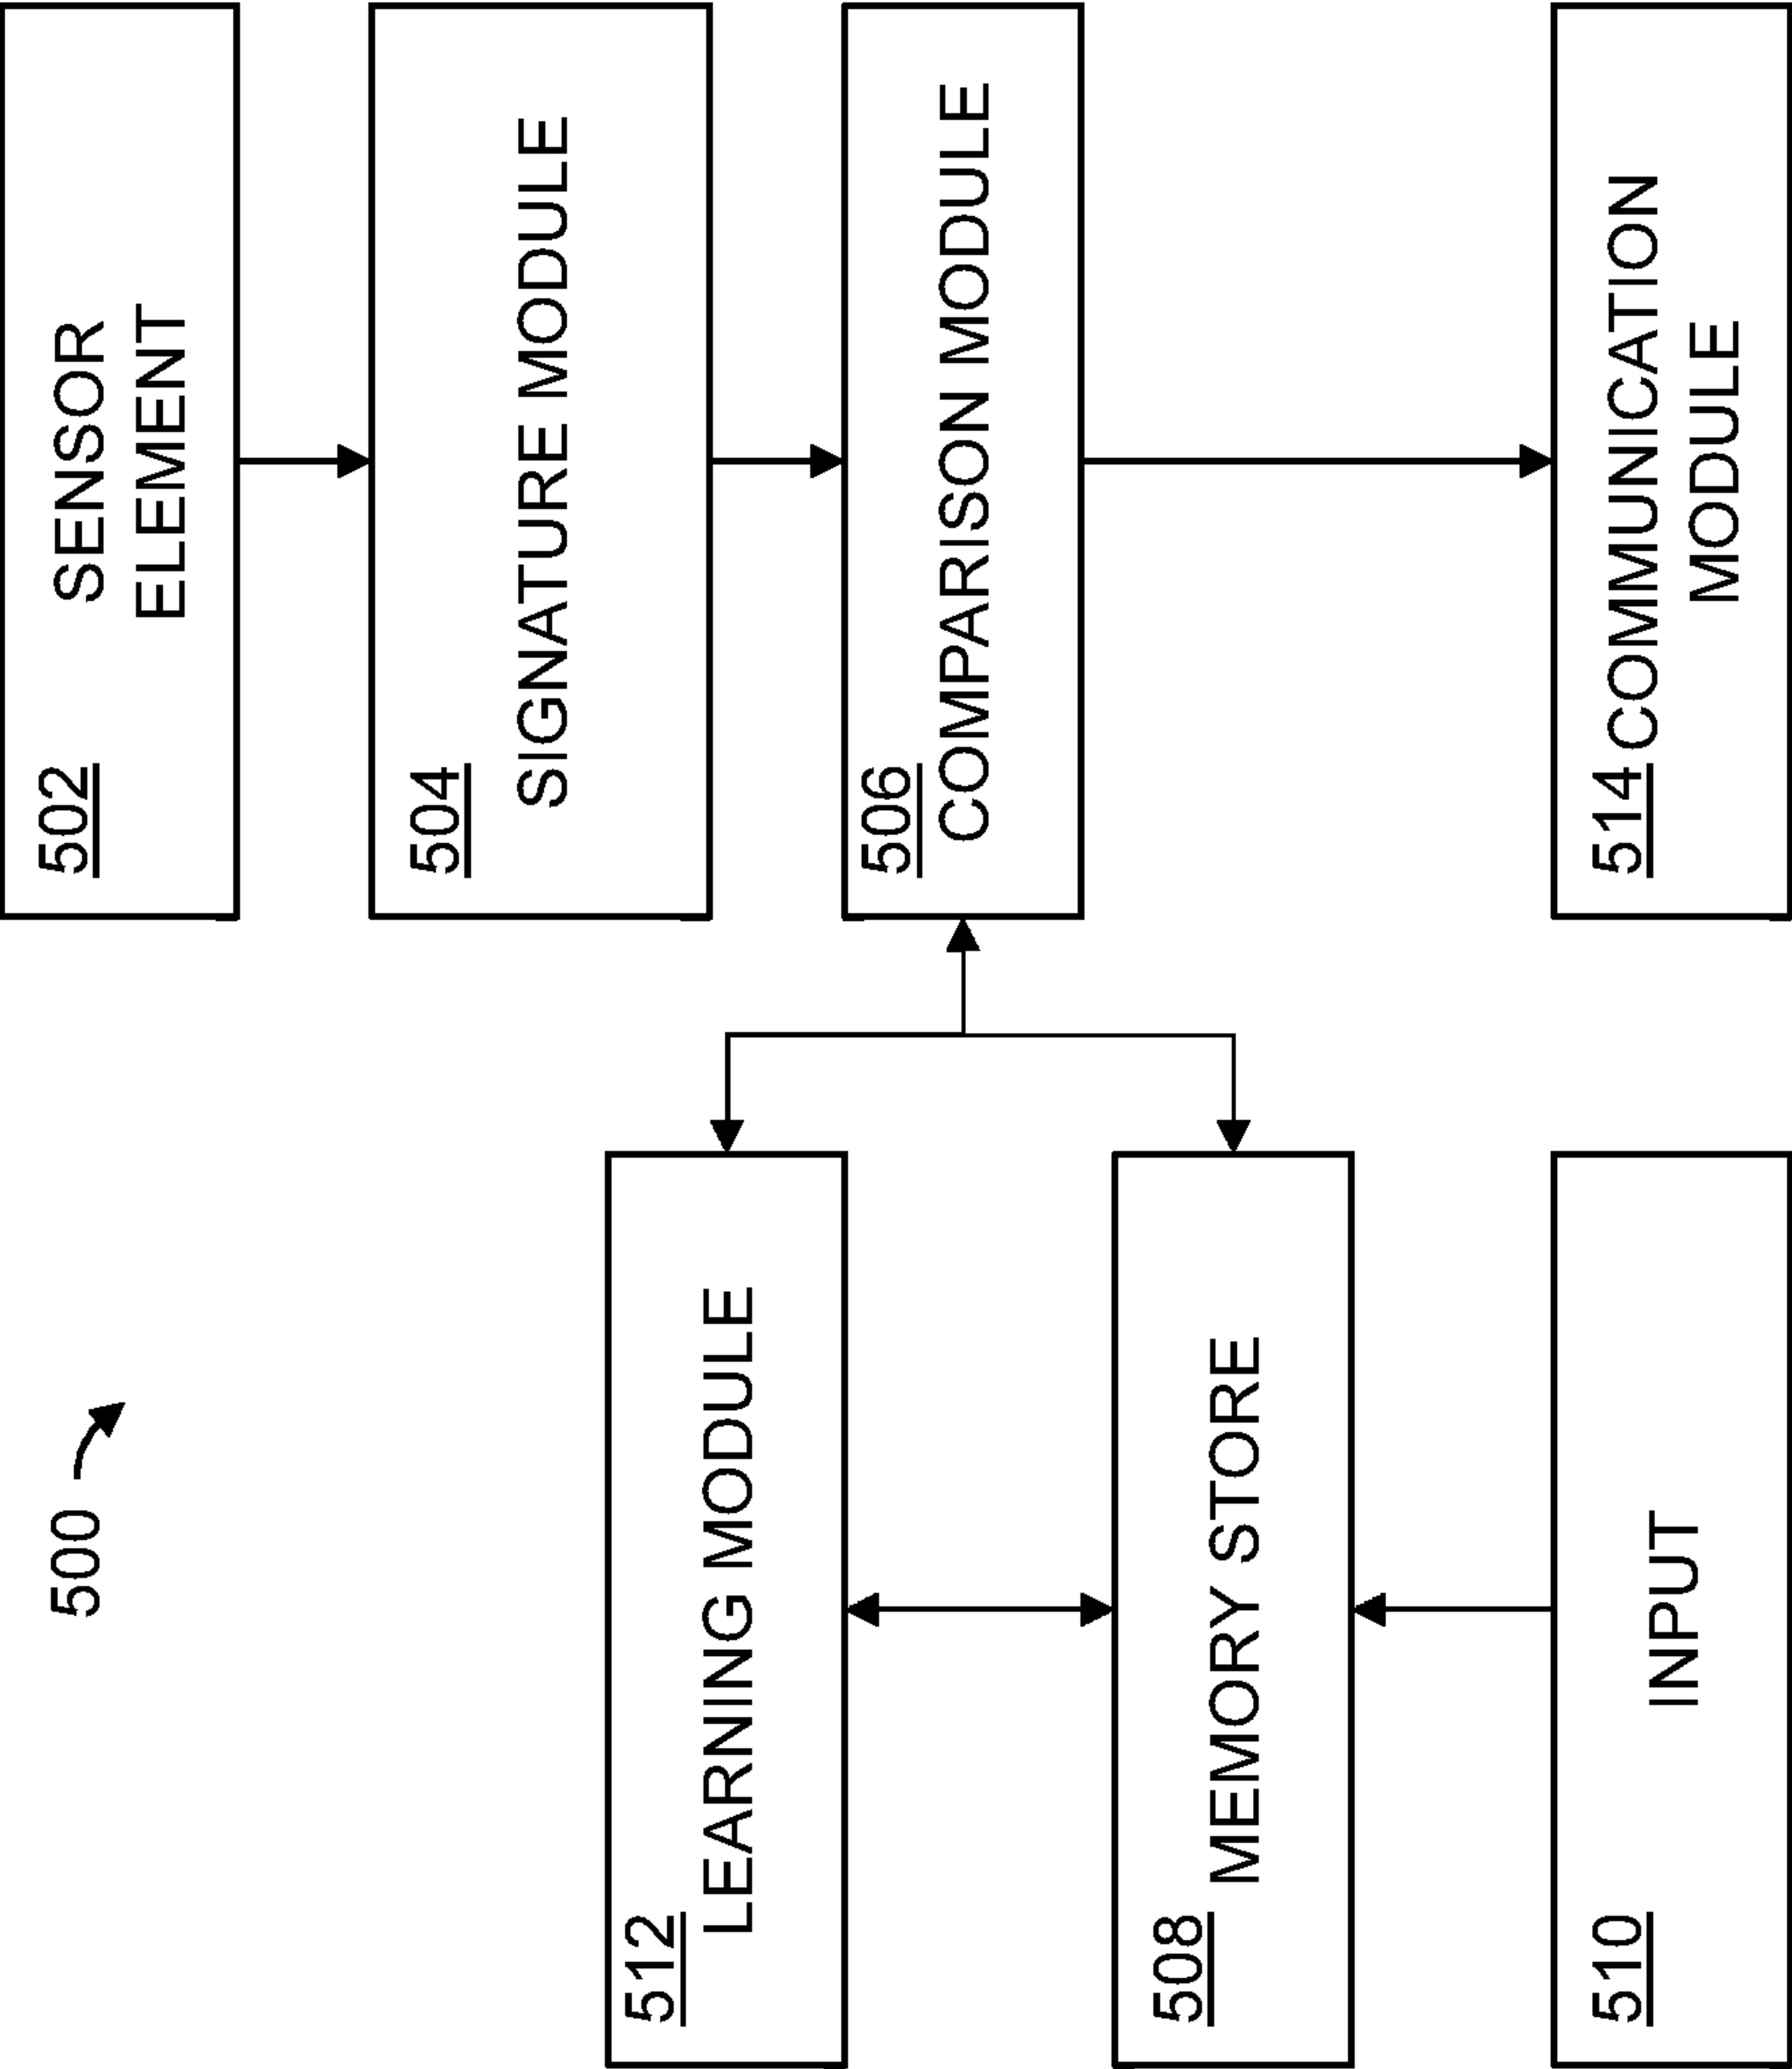 500
502
SENSOR
ELEMENT
504
SIGNATURE MODULE
512
LEARNING MODULE
506
COMPARISON MODULE
508
MEMORY STORE
510
INPUT
514 COMMUNICATION
MODULE